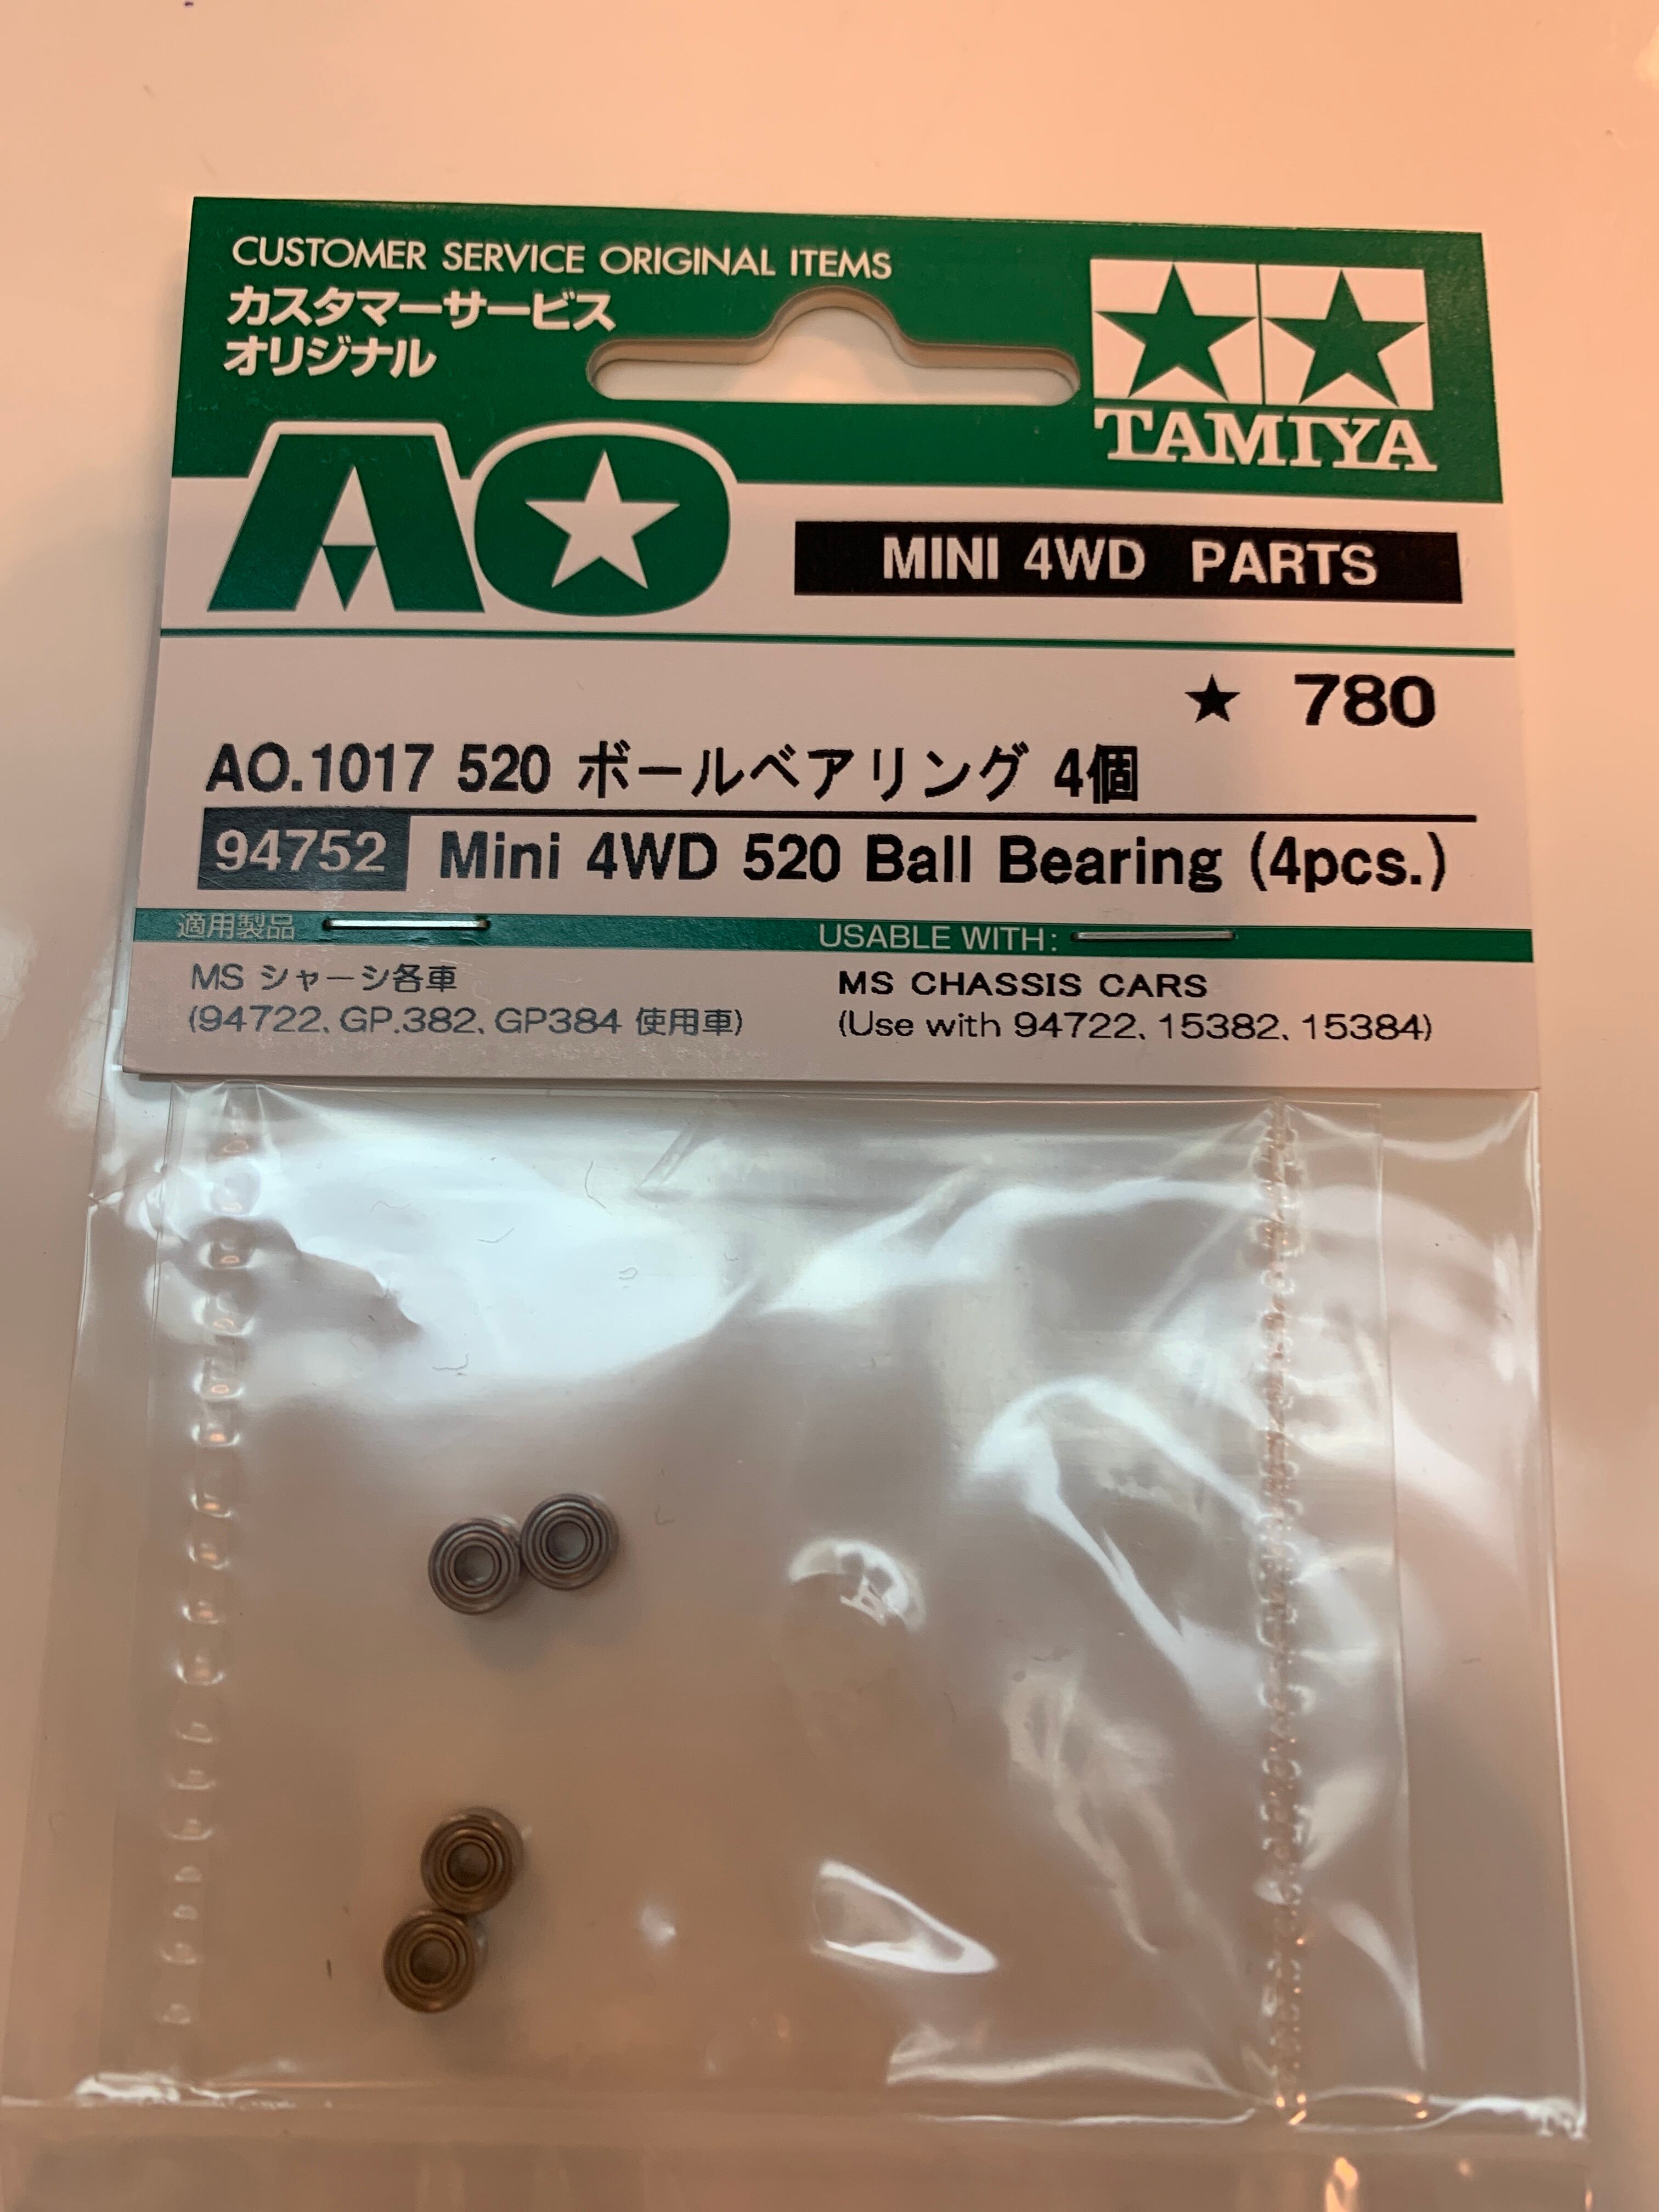 CUSTOMER SERVICE ORIGINAL ITEMS
カスタマーサービス
オリジナル
TAMIYA
AO
MINI 4WD PARTS
★ 780
AO.1017 520 ボールベアリング 4個
94752 Mini 4WD 520 Ball Bearing (4pcs.)
適用製品
MS シャーシ各車
(94722、GP.382、GP384 使用車)
USABLE WITH:
MS CHASSIS CARS
(Use with 94722、15382、15384)